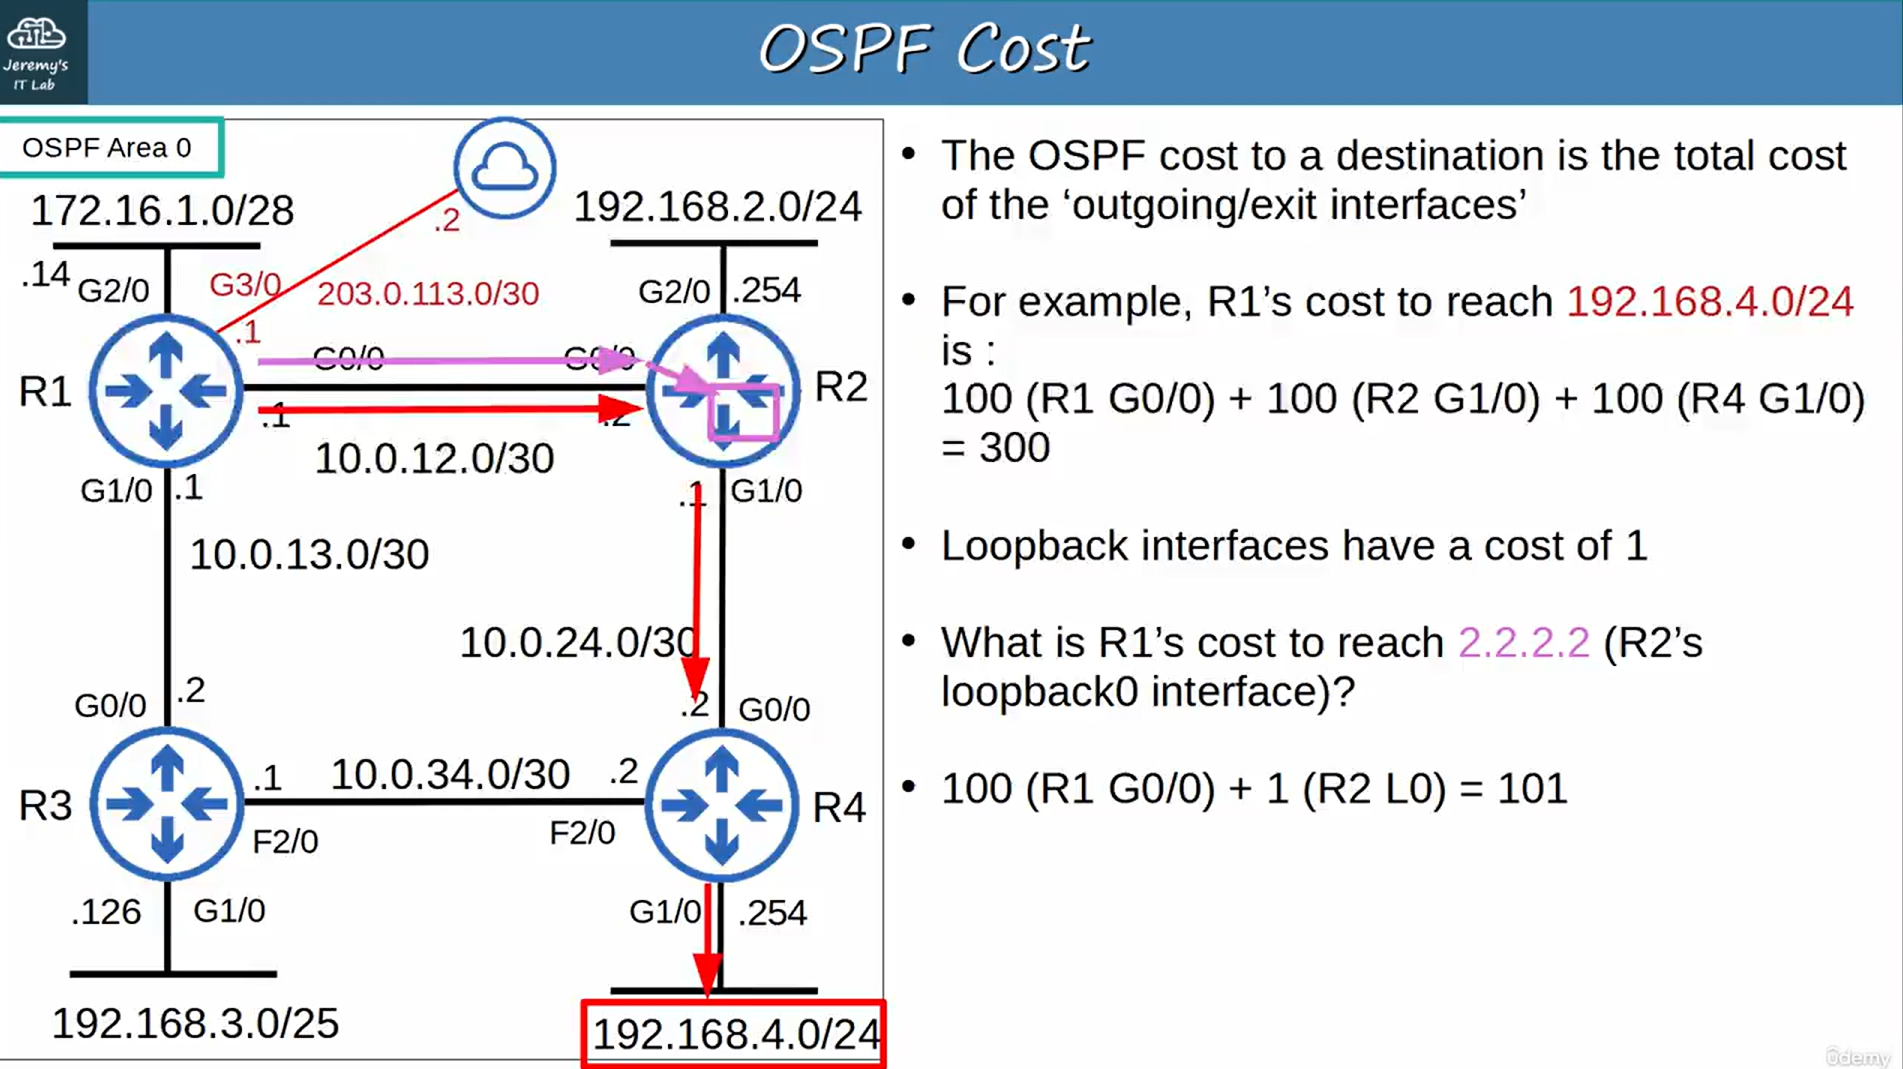 Jeremy's
IT Lab
OSPF Cost
OSPF Area 0
172.16.1.0/28
192.168.2.0/24
.2
.14
G2/0
G3/0
203.0.113.0/30
G2/0
.254
.1
G0/0
G0/0
R1
R2
.1
.2
10.0.12.0/30
G1/0
.1
.1
G1/0
10.0.13.0/30
10.0.24.0/30
G0/0
.2
.2
G0/0
.1
10.0.34.0/30
.2
R3
R4
F2/0
F2/0
.126
G1/0
G1/0
.254
192.168.3.0/25
192.168.4.0/24
• The OSPF cost to a destination is the total cost
of the ‘outgoing/exit interfaces’
• For example, R1’s cost to reach 192.168.4.0/24
is :
100 (R1 G0/0) + 100 (R2 G1/0) + 100 (R4 G1/0)
= 300
• Loopback interfaces have a cost of 1
• What is R1’s cost to reach 2.2.2.2 (R2’s
loopback0 interface)?
• 100 (R1 G0/0) + 1 (R2 L0) = 101
ûdemy